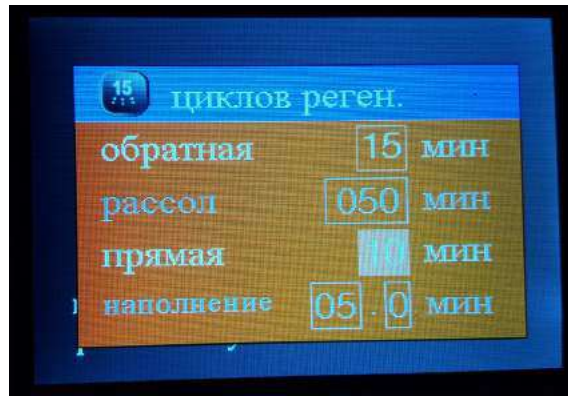 15
циклов реген.
обратная 15 мин
рассол 050 мин
прямая 10 мин
наполнение 05.0 мин